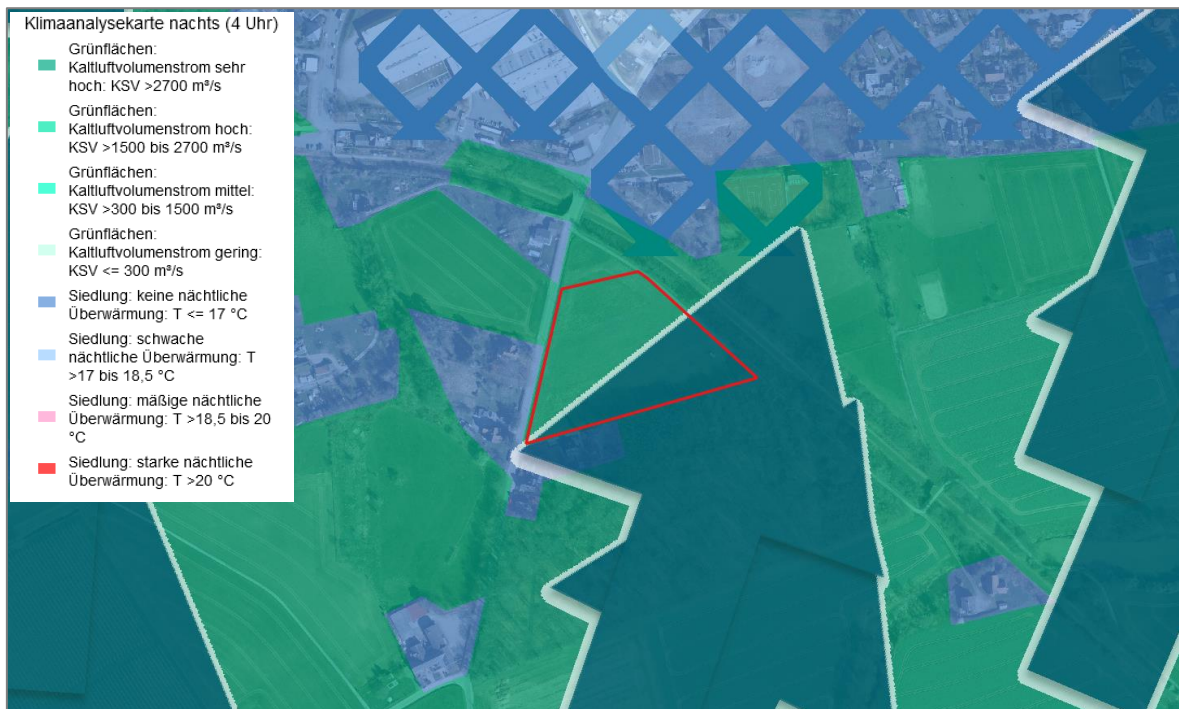 Klimaanalysekarte nachts (4 Uhr)
Grünflächen:
Kaltluftvolumenstrom sehr
hoch: KSV >2700 m³/s
Grünflächen:
Kaltluftvolumenstrom hoch:
KSV >1500 bis 2700 m³/s
Grünflächen:
Kaltluftvolumenstrom mittel:
KSV >300 bis 1500 m³/s
Grünflächen:
Kaltluftvolumenstrom gering:
KSV <= 300 m³/s
Siedlung: keine nächtliche
Überwärmung: T <= 17 °C
Siedlung: schwache
nächtliche Überwärmung: T
>17 bis 18,5 °C
Siedlung: mäßige nächtliche
Überwärmung: T >18,5 bis 20
°C
Siedlung: starke nächtliche
Überwärmung: T >20 °C